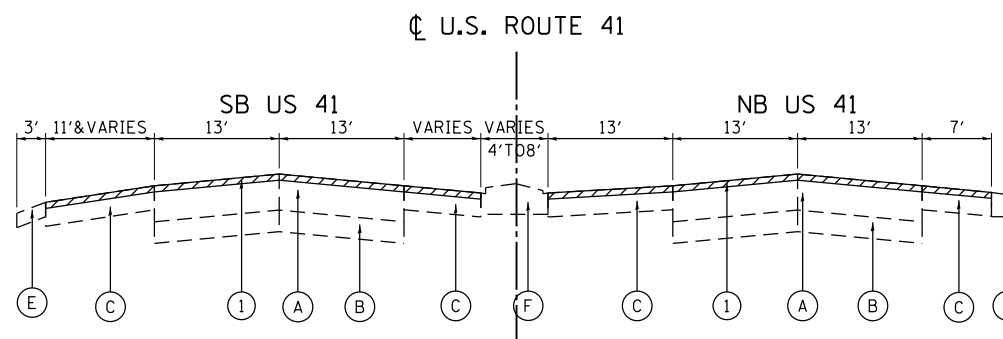 ℄ U.S. ROUTE 41
SB US 41
NB US 41
3' 11'&VARIES 13' 13' VARIES VARIES 13' 13' 13' 7'
4'TO8'
E C 1 A B C F C 1 A B C